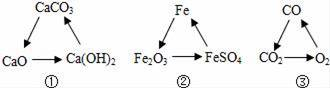 CaCO₃ Fe CO
CaO Ca(OH)₂ Fe₂O₃ FeSO₄ CO₂ O₂
① ② ③